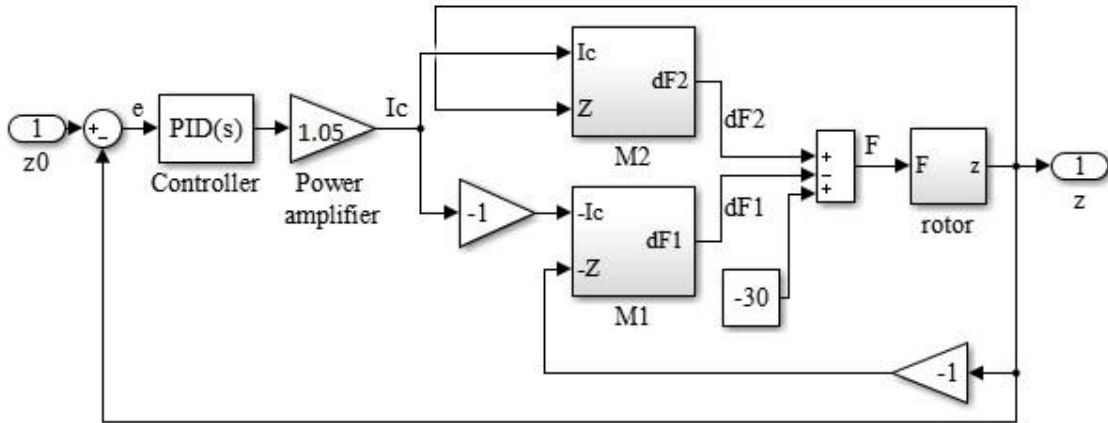 1
z0
+
−
e
PID(s)
Controller
1.05
Power
amplifier
Ic
Ic
Z
dF2
M2
dF2
-1
-Ic
-Z
dF1
M1
dF1
-30
+
−
+
F
F
z
rotor
1
z
-1